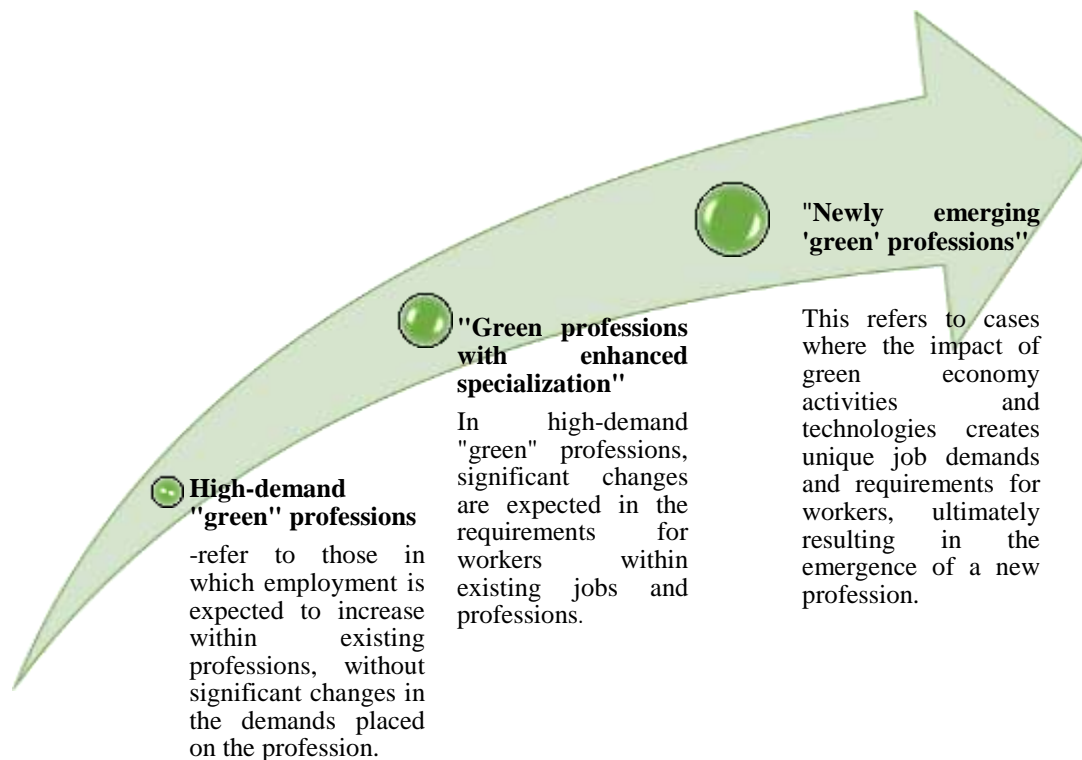 High-demand
"green" professions
-refer to those in
which employment is
expected to increase
within existing
professions, without
significant changes in
the demands placed
on the profession.
"Green professions
with enhanced
specialization"
In high-demand
"green" professions,
significant changes
are expected in the
requirements for
workers within
existing jobs and
professions.
"Newly emerging
'green' professions"
This refers to cases
where the impact of
green economy
activities and
technologies creates
unique job demands
and requirements for
workers, ultimately
resulting in the
emergence of a new
profession.